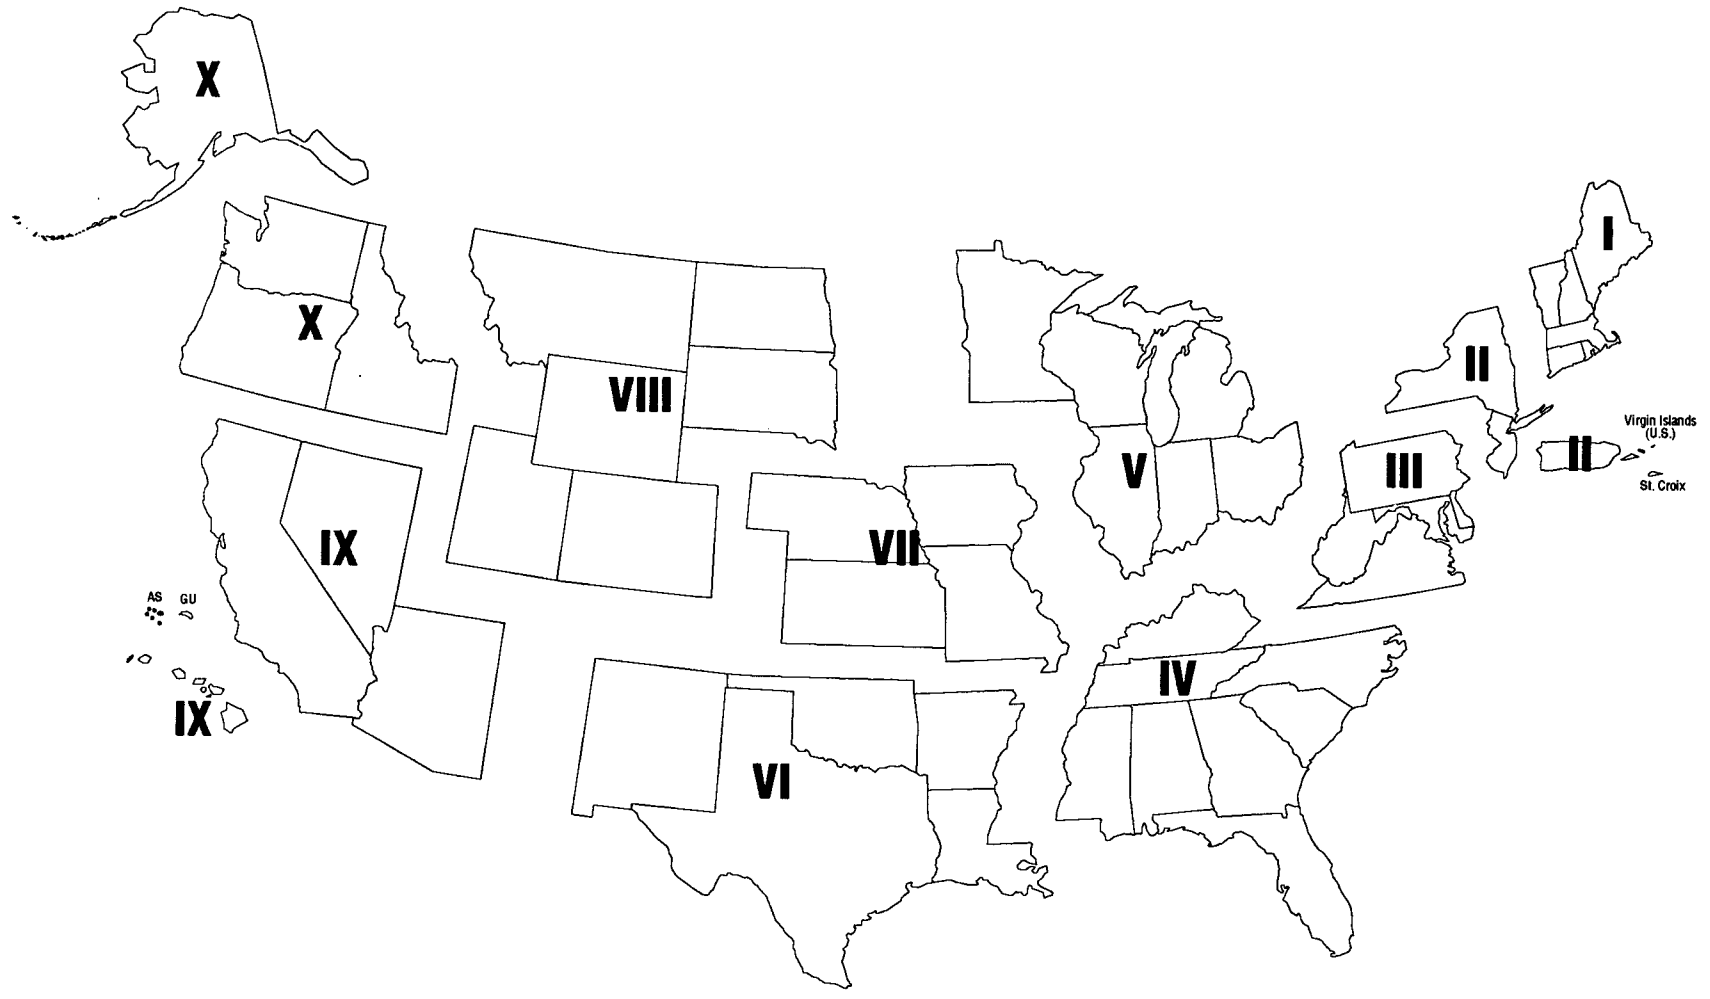 X
I
X
II
VIII
Virgin Islands
(U.S.)
II
III
V
St. Croix
IX
VII
AS
GU
IV
IX
VI